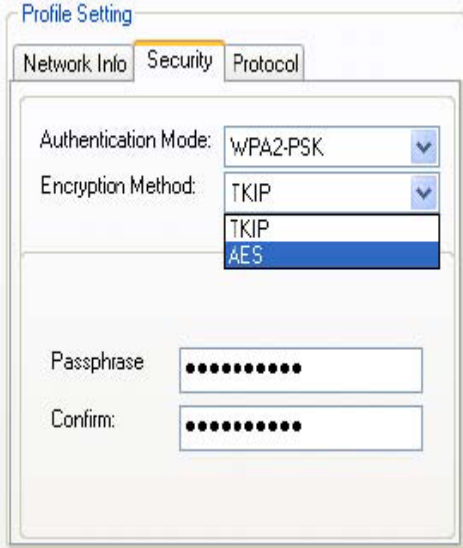 Profile Setting
Network Info Security Protocol
Authentication Mode: WPA2-PSK
Encryption Method: TKIP
TKIP
AES
Passphrase ●●●●●●●●●●
Confirm: ●●●●●●●●●●